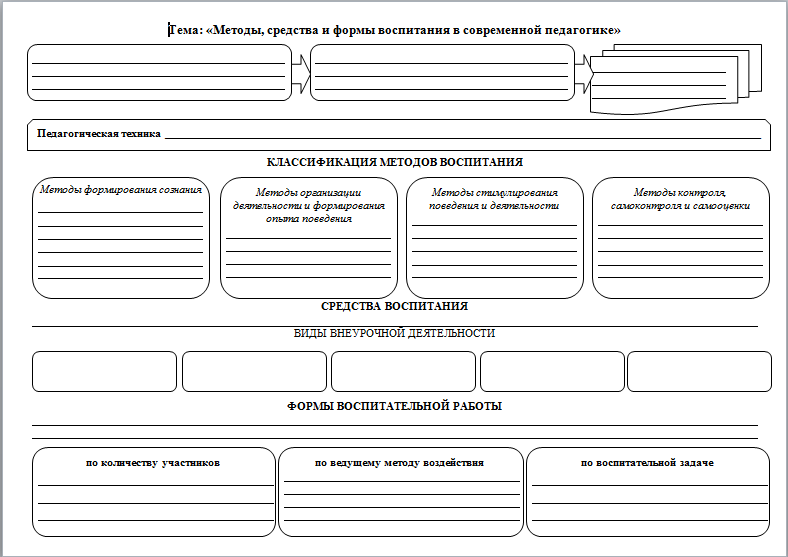 Тема: «Методы, средства и формы воспитания в современной педагогике»
Педагогическая техника
КЛАССИФИКАЦИЯ МЕТОДОВ ВОСПИТАНИЯ
Методы формирования сознания
Методы организации
деятельности и формирования
опыта поведения
Методы стимулирования
поведения и деятельности
Методы контроля,
самоконтроля и самооценки
СРЕДСТВА ВОСПИТАНИЯ
ВИДЫ ВНЕУРОЧНОЙ ДЕЯТЕЛЬНОСТИ
ФОРМЫ ВОСПИТАТЕЛЬНОЙ РАБОТЫ
по количеству участников
по ведущему методу воздействия
по воспитательной задаче